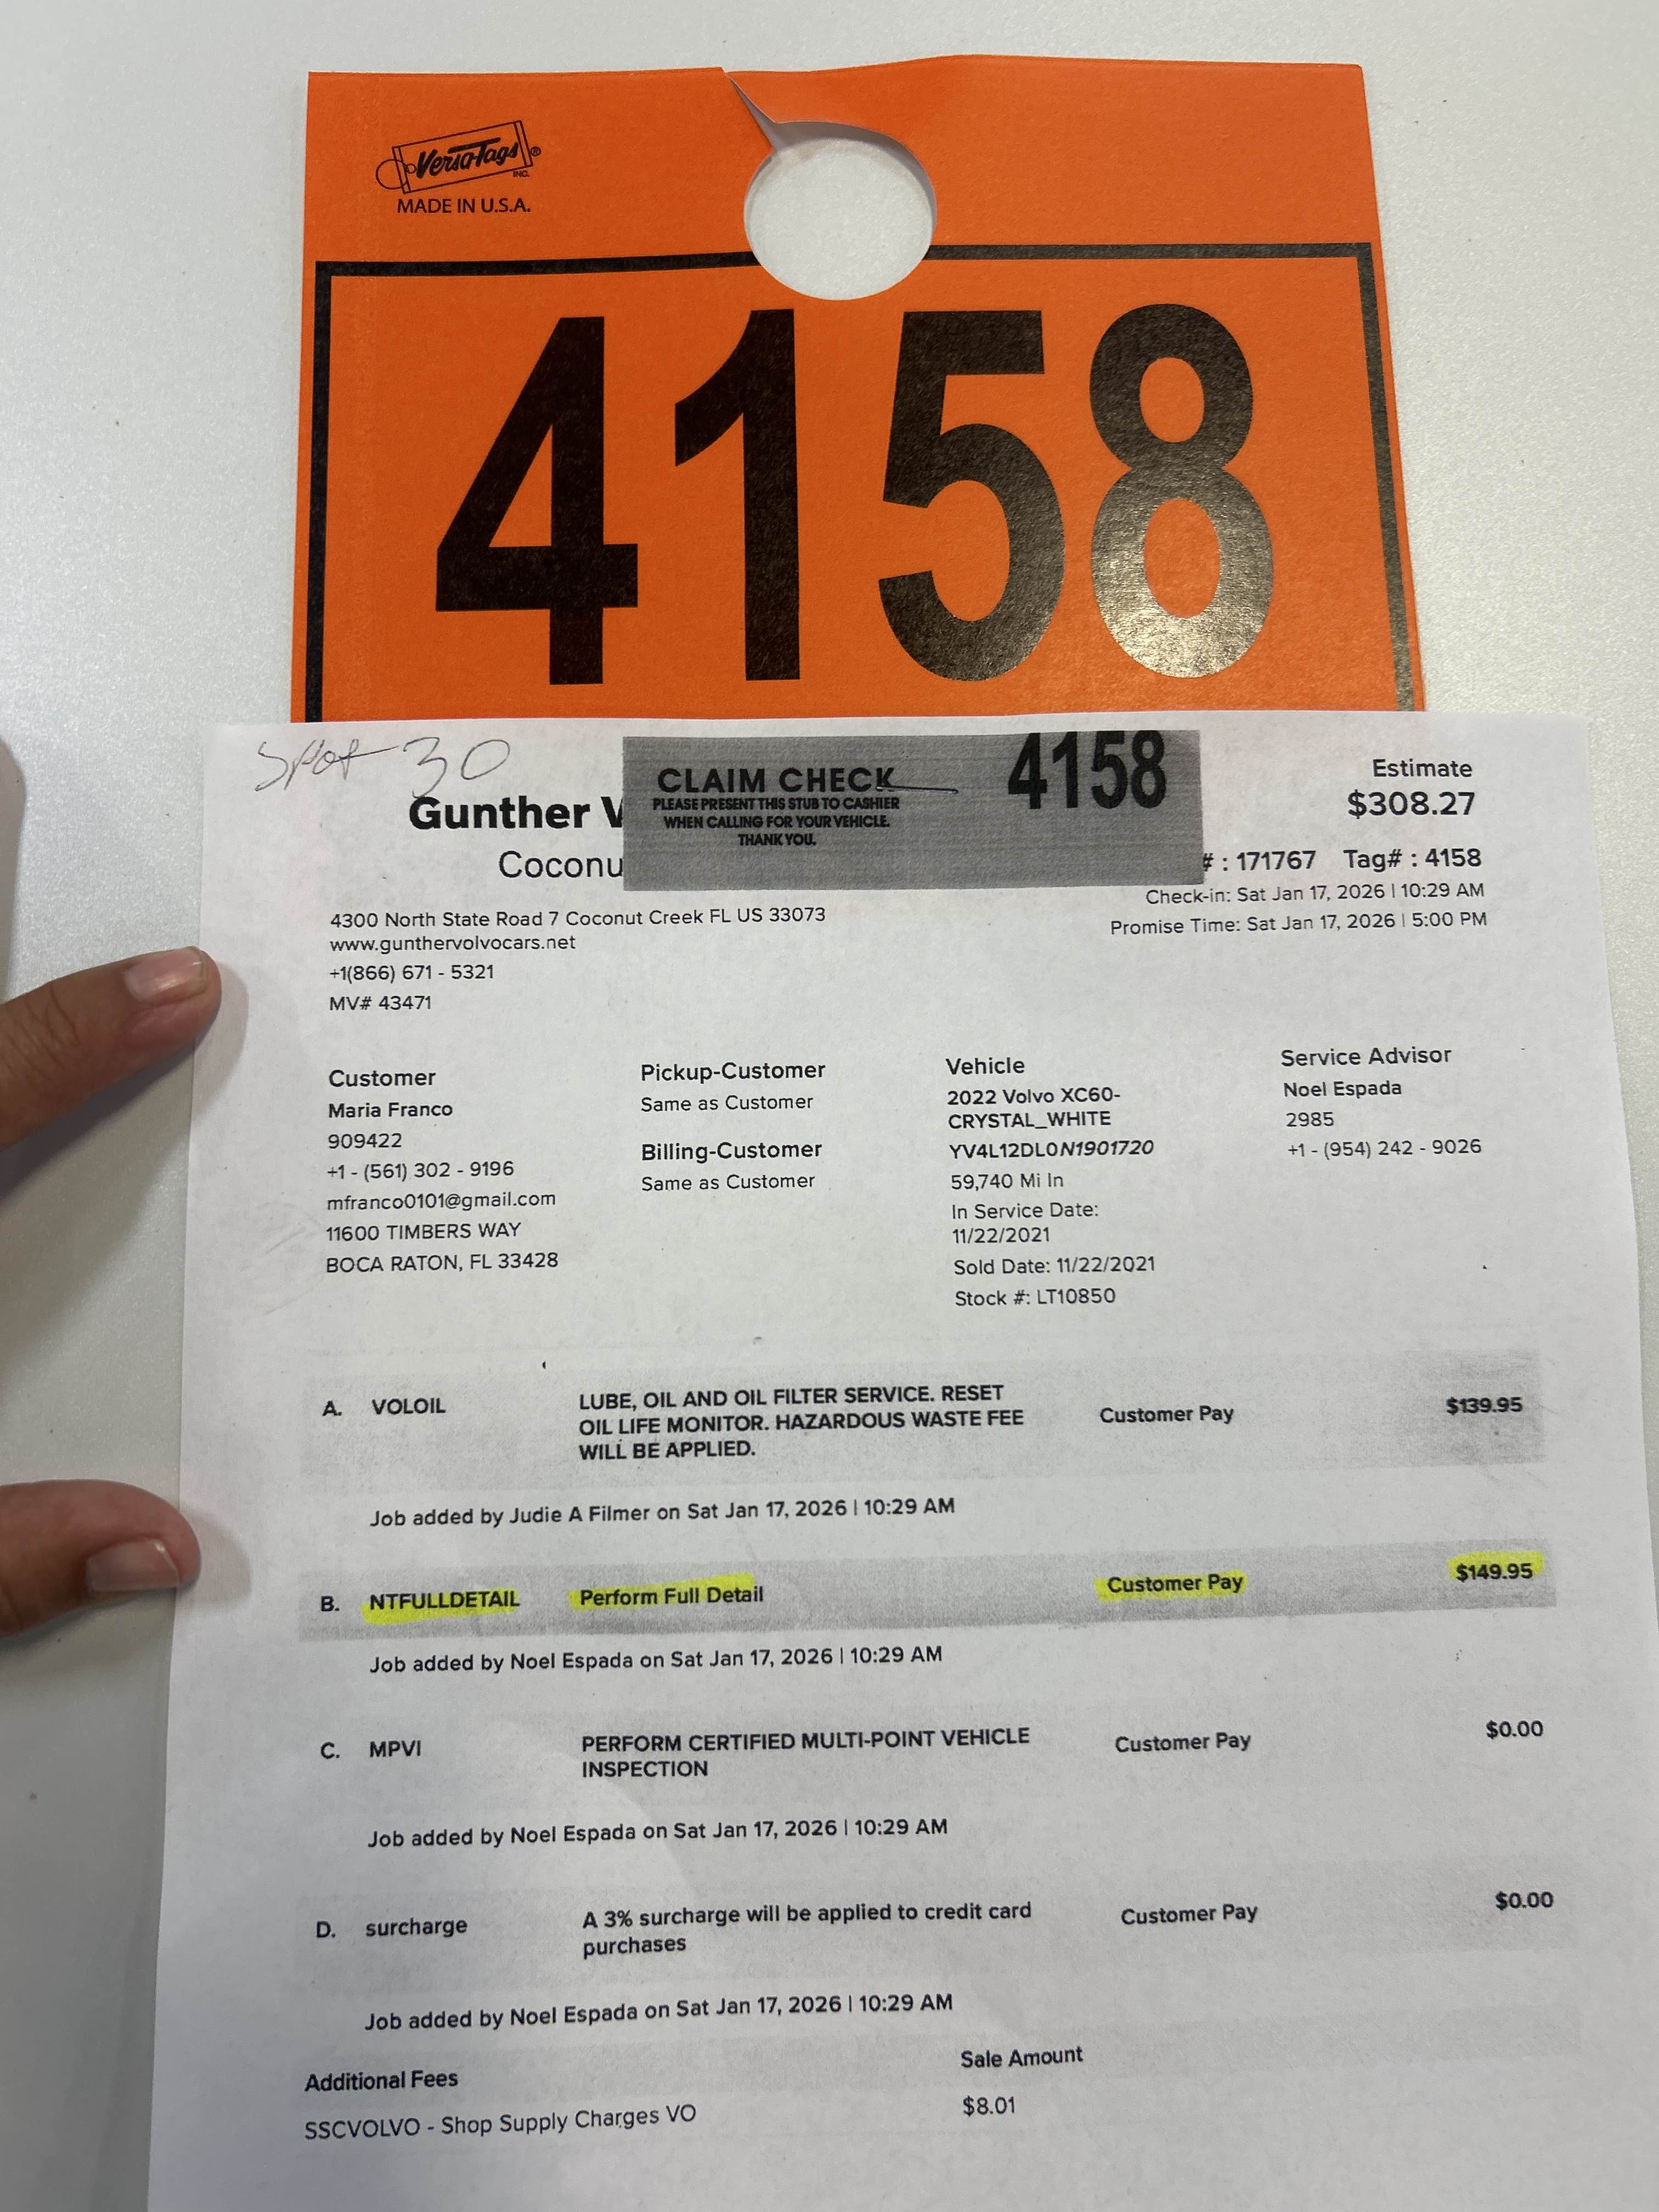 VersaTags®
INC.
MADE IN U.S.A.
4158
Spot 30
CLAIM CHECK
PLEASE PRESENT THIS STUB TO CASHIER
WHEN CALLING FOR YOUR VEHICLE.
THANK YOU.
4158
Estimate
$308.27
Gunther V
Coconu
# : 171767 Tag# : 4158
Check-in: Sat Jan 17, 2026 | 10:29 AM
Promise Time: Sat Jan 17, 2026 | 5:00 PM
4300 North State Road 7 Coconut Creek FL US 33073
www.gunthervolvocars.net
+1(866) 671 - 5321
MV# 43471
Customer
Maria Franco
909422
+1 - (561) 302 - 9196
mfranco0101@gmail.com
11600 TIMBERS WAY
BOCA RATON, FL 33428
Pickup-Customer
Same as Customer
Billing-Customer
Same as Customer
Vehicle
2022 Volvo XC60-
CRYSTAL_WHITE
YV4L12DL0N1901720
59,740 Mi In
In Service Date:
11/22/2021
Sold Date: 11/22/2021
Stock #: LT10850
Service Advisor
Noel Espada
2985
+1 - (954) 242 - 9026
A. VOLOIL LUBE, OIL AND OIL FILTER SERVICE. RESET Customer Pay $139.95
OIL LIFE MONITOR. HAZARDOUS WASTE FEE
WILL BE APPLIED.
Job added by Judie A Filmer on Sat Jan 17, 2026 | 10:29 AM
B. NTFULLDETAIL Perform Full Detail Customer Pay $149.95
Job added by Noel Espada on Sat Jan 17, 2026 | 10:29 AM
C. MPVI PERFORM CERTIFIED MULTI-POINT VEHICLE Customer Pay $0.00
INSPECTION
Job added by Noel Espada on Sat Jan 17, 2026 | 10:29 AM
D. surcharge A 3% surcharge will be applied to credit card Customer Pay $0.00
purchases
Job added by Noel Espada on Sat Jan 17, 2026 | 10:29 AM
Additional Fees Sale Amount
SSCVOLVO - Shop Supply Charges VO $8.01